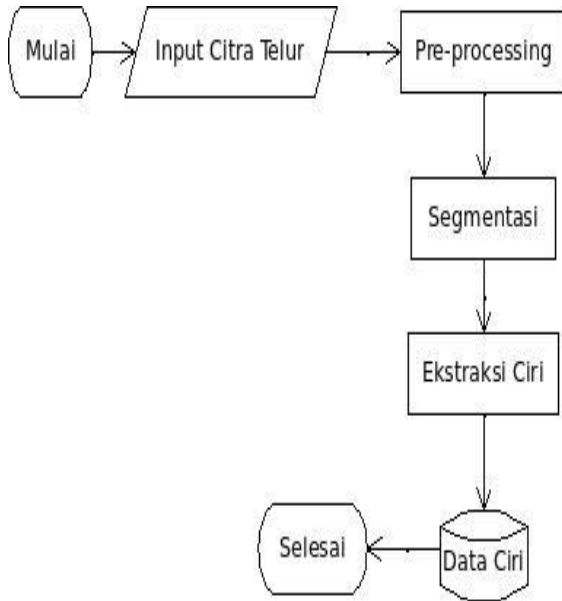 Mulai
Input Citra Telur
Pre-processing
Segmentasi
Ekstraksi Ciri
Data Ciri
Selesai